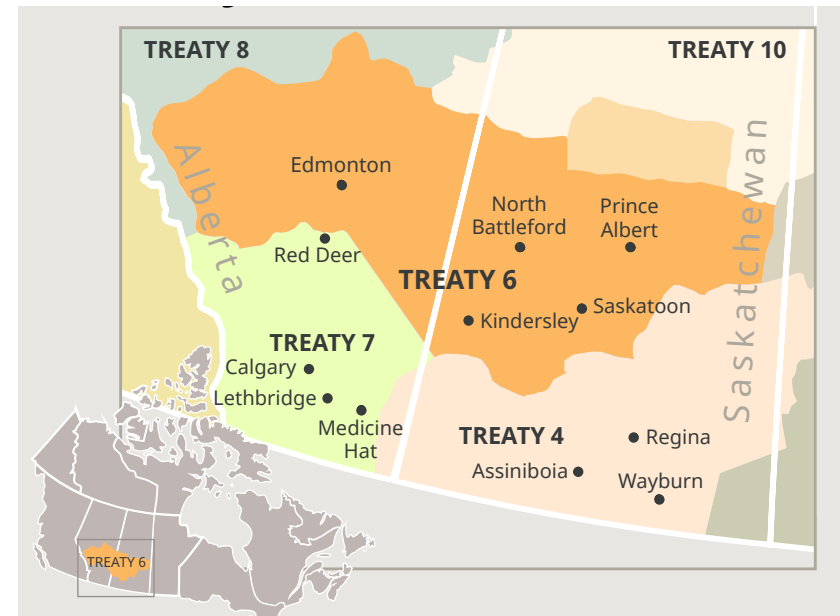 TREATY 8
TREATY 10
Alberta
Saskatchewan
Edmonton
North
Battleford
Prince
Albert
Red Deer
TREATY 6
Saskatoon
Kindersley
TREATY 7
Calgary
Lethbridge
Medicine
Hat
TREATY 4
Regina
Assiniboia
Wayburn
TREATY 6